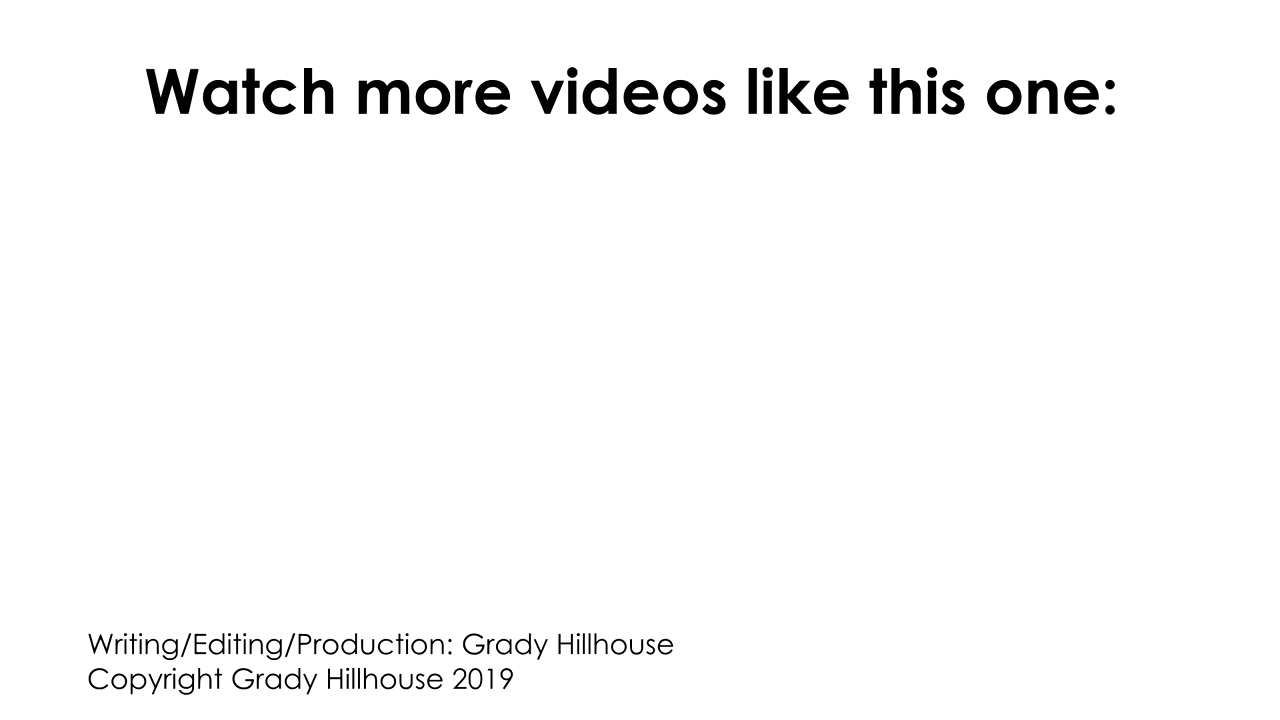 Watch more videos like this one:
Writing/Editing/Production: Grady Hillhouse
Copyright Grady Hillhouse 2019